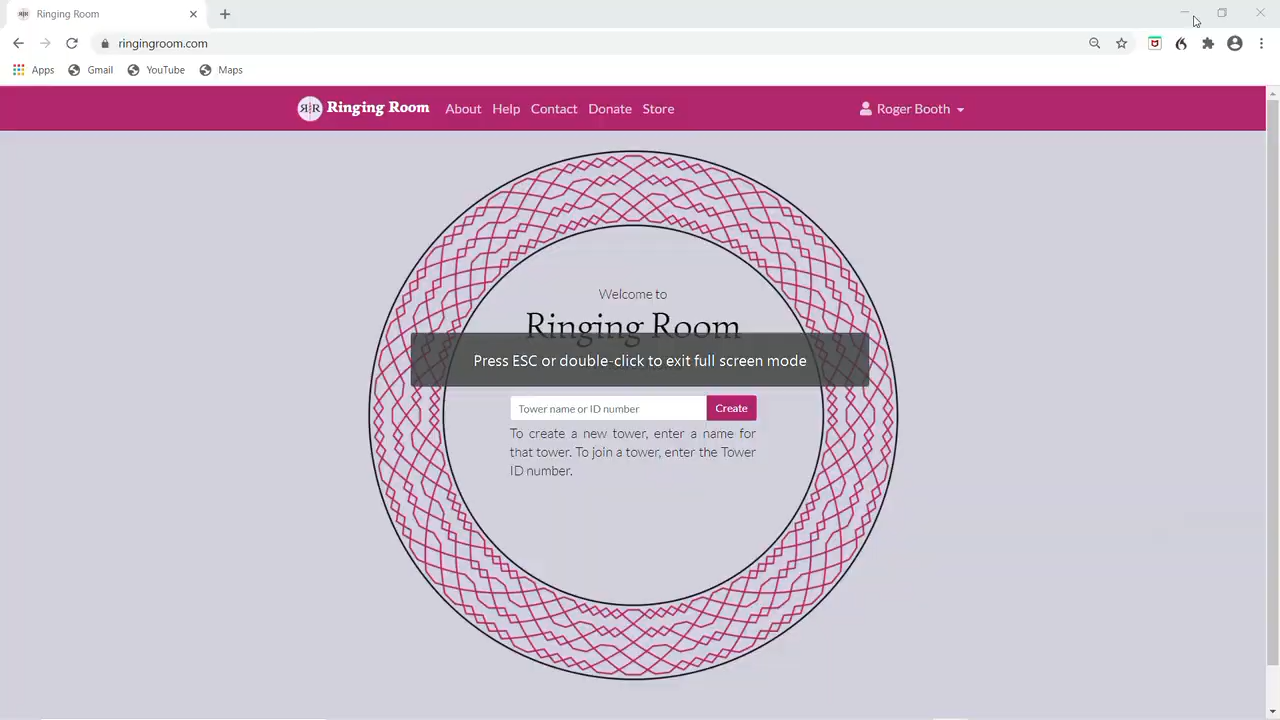 Ringing Room
ringingroom.com
Apps
Gmail
YouTube
Maps
RR Ringing Room
About
Help
Contact
Donate
Store
Roger Booth
Welcome to
Ringing Room
Press ESC or double-click to exit full screen mode
Tower name or ID number
Create
To create a new tower, enter a name for
that tower. To join a tower, enter the Tower
ID number.